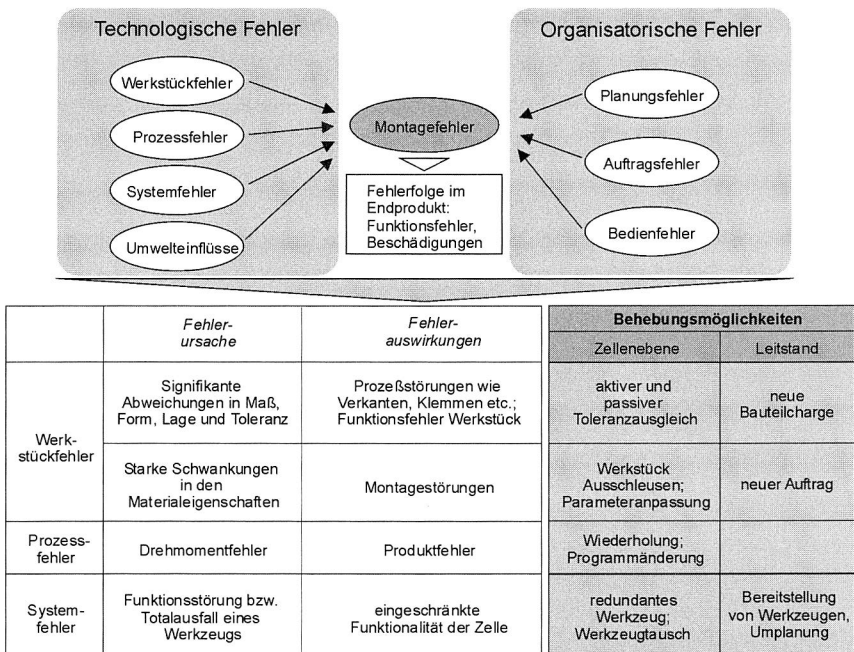 Technologische Fehler
Organisatorische Fehler
Werkstückfehler
Prozessfehler
Systemfehler
Umwelteinflüsse
Montagefehler
Fehlerfolge im
Endprodukt:
Funktionsfehler,
Beschädigungen
Planungsfehler
Auftragsfehler
Bedienfehler
Fehler-
ursache
Fehler-
auswirkungen
Behebungsmöglichkeiten
Zellenebene
Leitstand
Werk-
stückfehler
Signifikante
Abweichungen in Maß,
Form, Lage und Toleranz
Prozeßstörungen wie
Verkanten, Klemmen etc.;
Funktionsfehler Werkstück
aktiver und
passiver
Toleranzausgleich
neue
Bauteilcharge
Starke Schwankungen
in den
Materialeigenschaften
Montagestörungen
Werkstück
Ausschleusen;
Parameteranpassung
neuer Auftrag
Prozess-
fehler
Drehmomentfehler
Produktfehler
Wiederholung;
Programmänderung
System-
fehler
Funktionsstörung bzw.
Totalausfall eines
Werkzeugs
eingeschränkte
Funktionalität der Zelle
redundantes
Werkzeug;
Werkzeugtausch
Bereitstellung
von Werkzeugen,
Umplanung